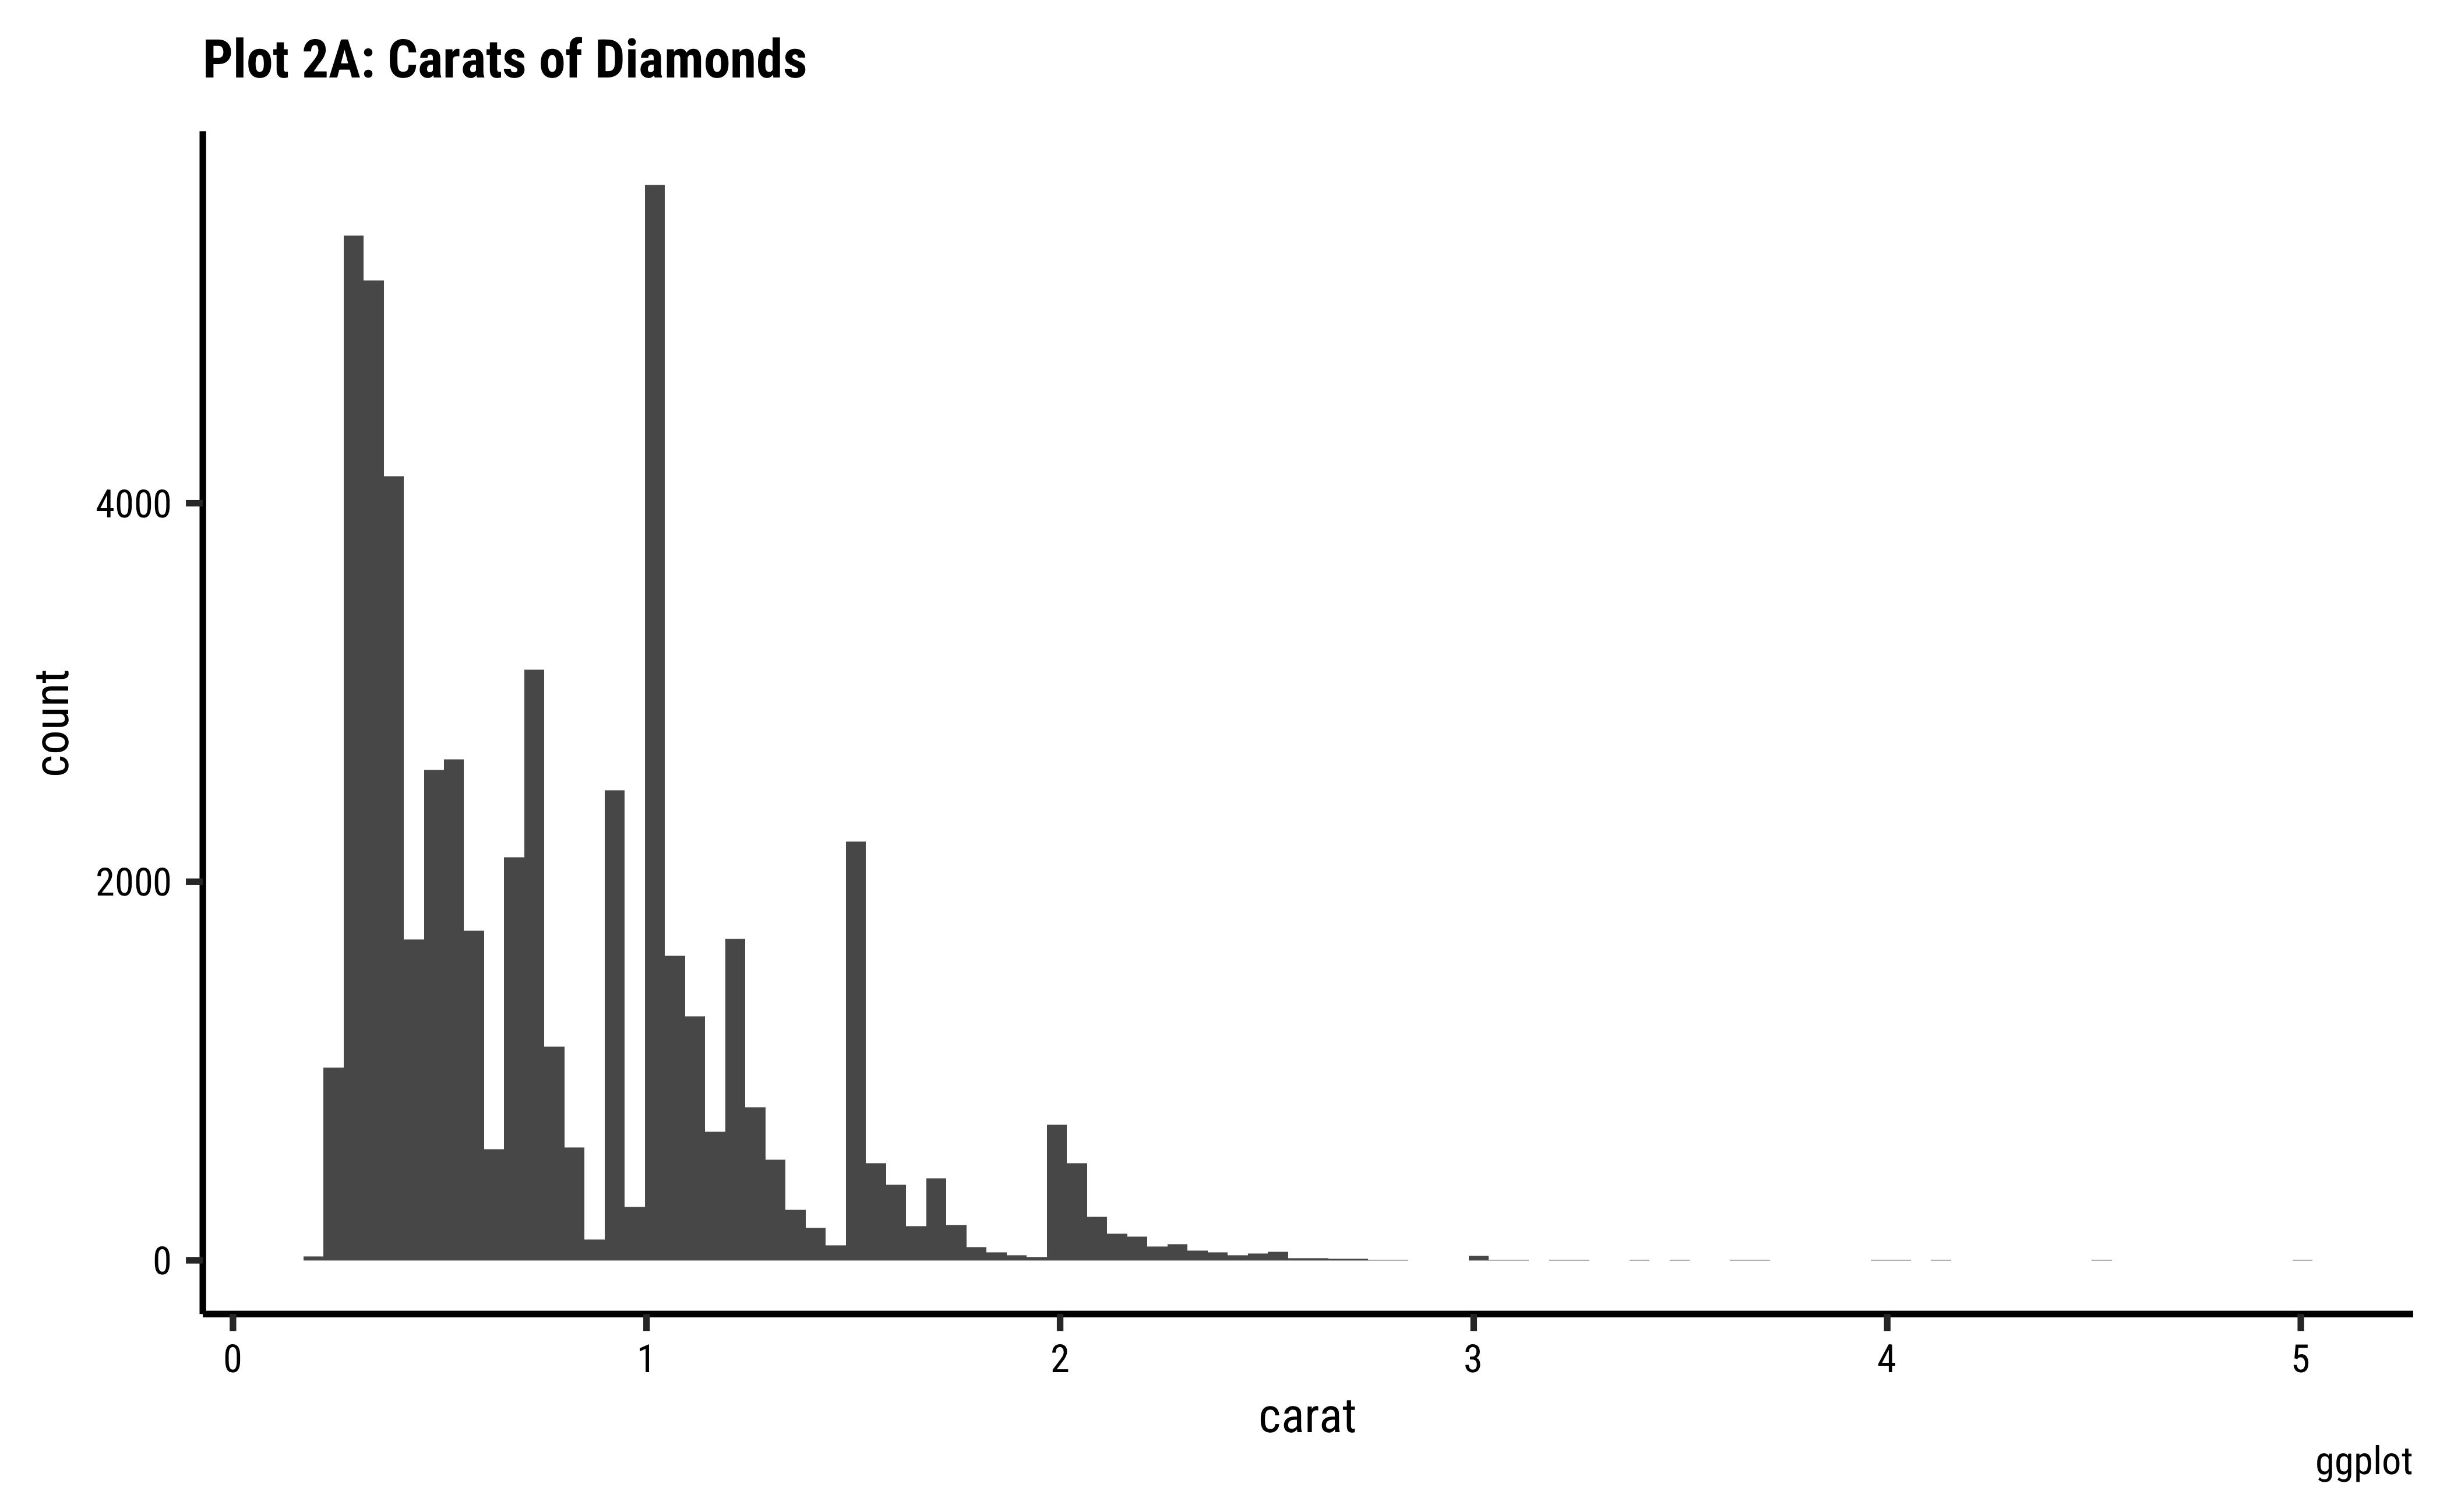 Plot 2A: Carats of Diamonds
count
4000
2000
0
0 1 2 3 4 5
carat
ggplot